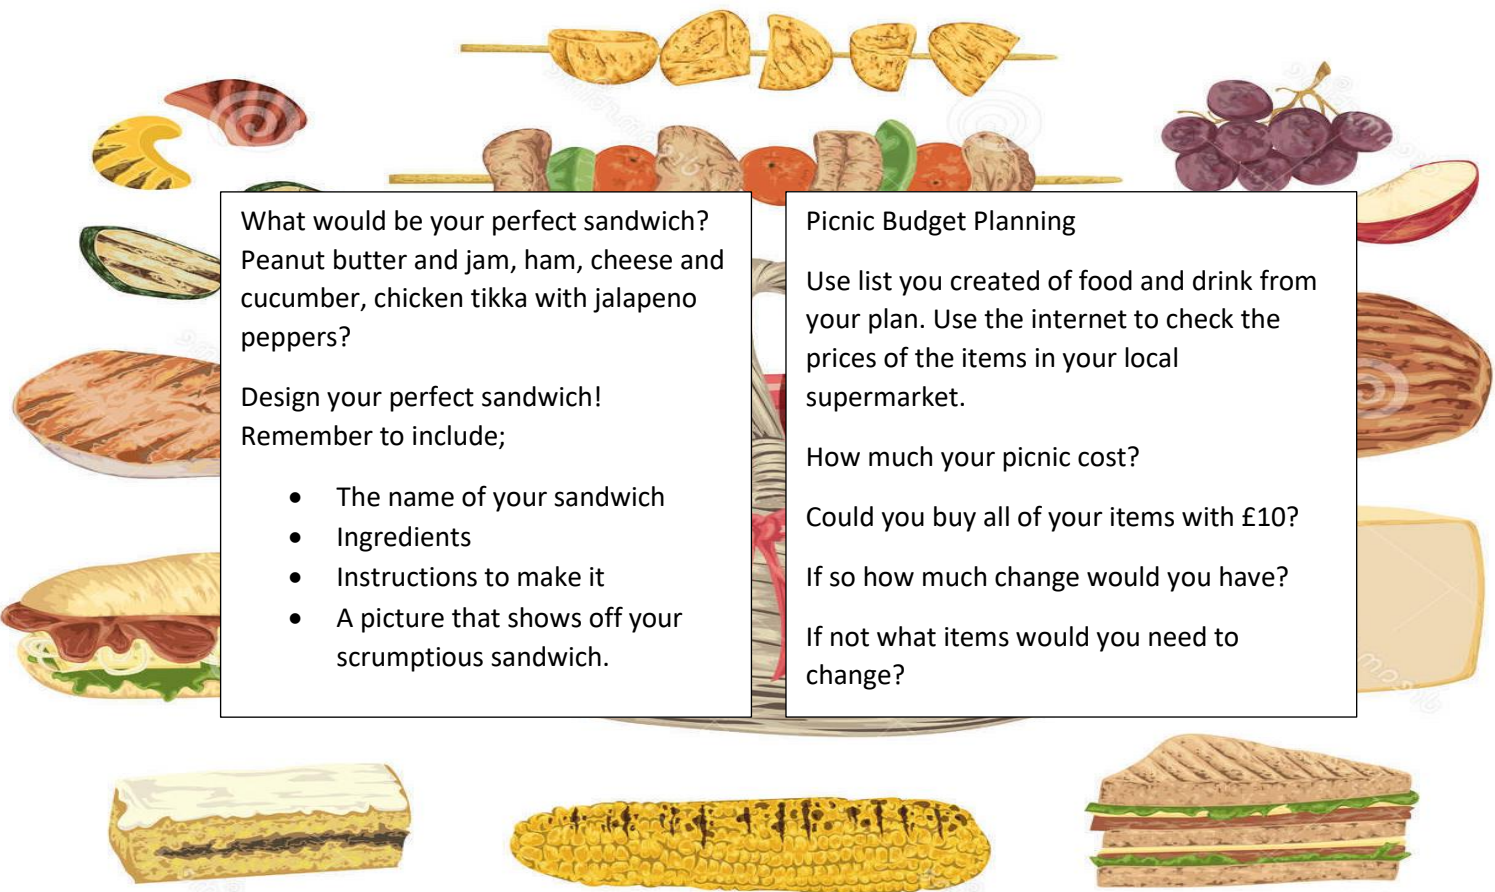 What would be your perfect sandwich?
Peanut butter and jam, ham, cheese and
cucumber, chicken tikka with jalapeno
peppers?
Design your perfect sandwich!
Remember to include;
• The name of your sandwich
• Ingredients
• Instructions to make it
• A picture that shows off your
scrumptious sandwich.
Picnic Budget Planning
Use list you created of food and drink from
your plan. Use the internet to check the
prices of the items in your local
supermarket.
How much your picnic cost?
Could you buy all of your items with £10?
If so how much change would you have?
If not what items would you need to
change?